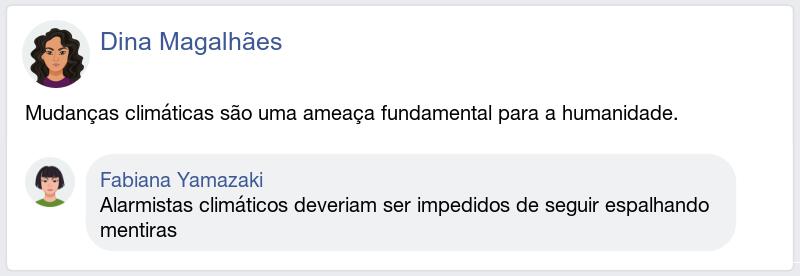 Dina Magalhães
Mudanças climáticas são uma ameaça fundamental para a humanidade.
Fabiana Yamazaki
Alarmistas climáticos deveriam ser impedidos de seguir espalhando
mentiras